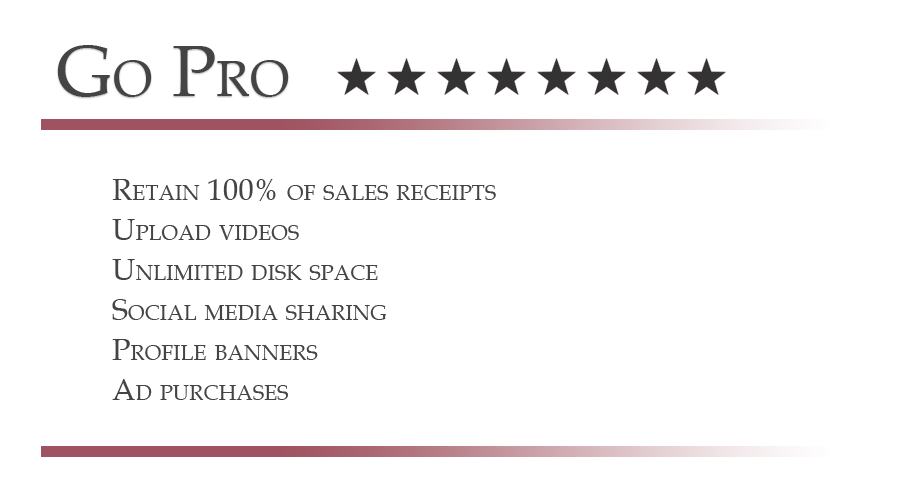 Go Pro ★★★★★★★★
Retain 100% of sales receipts
Upload videos
Unlimited disk space
Social media sharing
Profile banners
Ad purchases